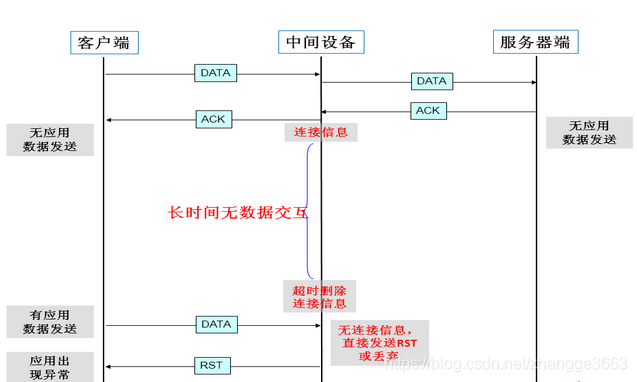 客户端
中间设备
服务器端
DATA
DATA
ACK
ACK
连接信息
无应用
数据发送
无应用
数据发送
长时间无数据交互
超时删除
连接信息
有应用
数据发送
DATA
无连接信息，
直接发送RST
或丢弃
应用出
现异常
RST
https://blog.csdn.net/zhangge3663